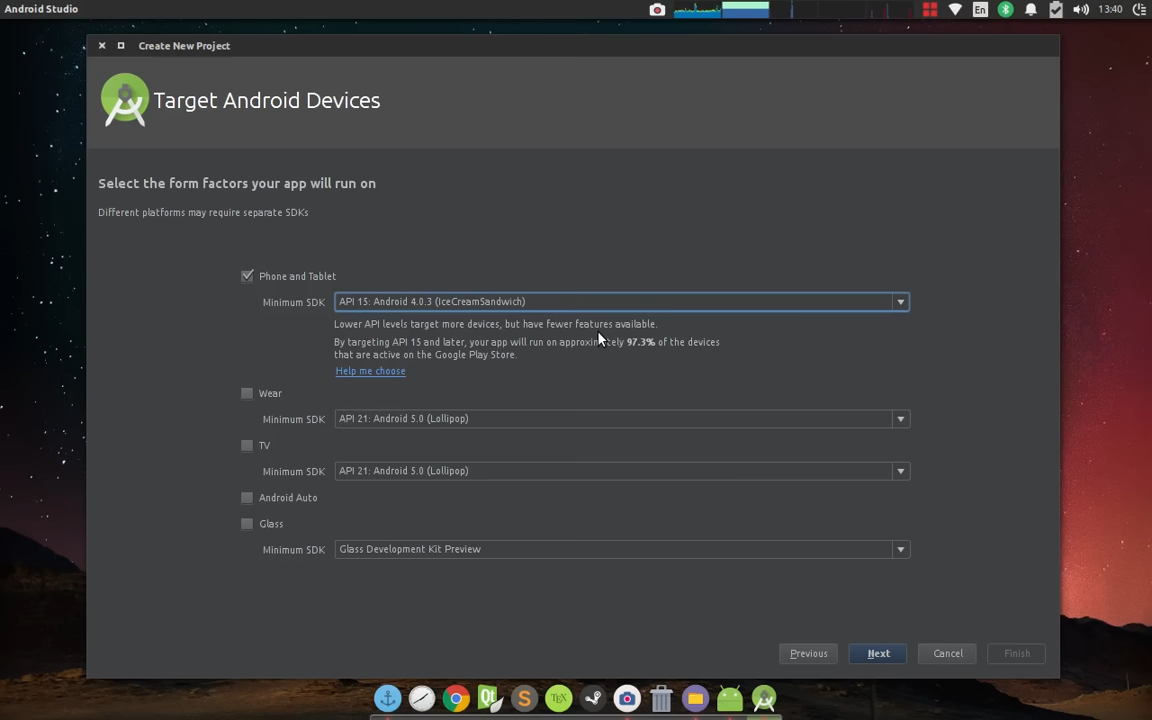 Android Studio
En
13:40
Create New Project
Target Android Devices
Select the form factors your app will run on
Different platforms may require separate SDKs
Phone and Tablet
Minimum SDK API 15: Android 4.0.3 (IceCreamSandwich)
Lower API levels target more devices, but have fewer features available.
By targeting API 15 and later, your app will run on approximately 97.3% of the devices
that are active on the Google Play Store.
Help me choose
Wear
Minimum SDK API 21: Android 5.0 (Lollipop)
TV
Minimum SDK API 21: Android 5.0 (Lollipop)
Android Auto
Glass
Minimum SDK Glass Development Kit Preview
Previous Next Cancel Finish
Qt S TEX